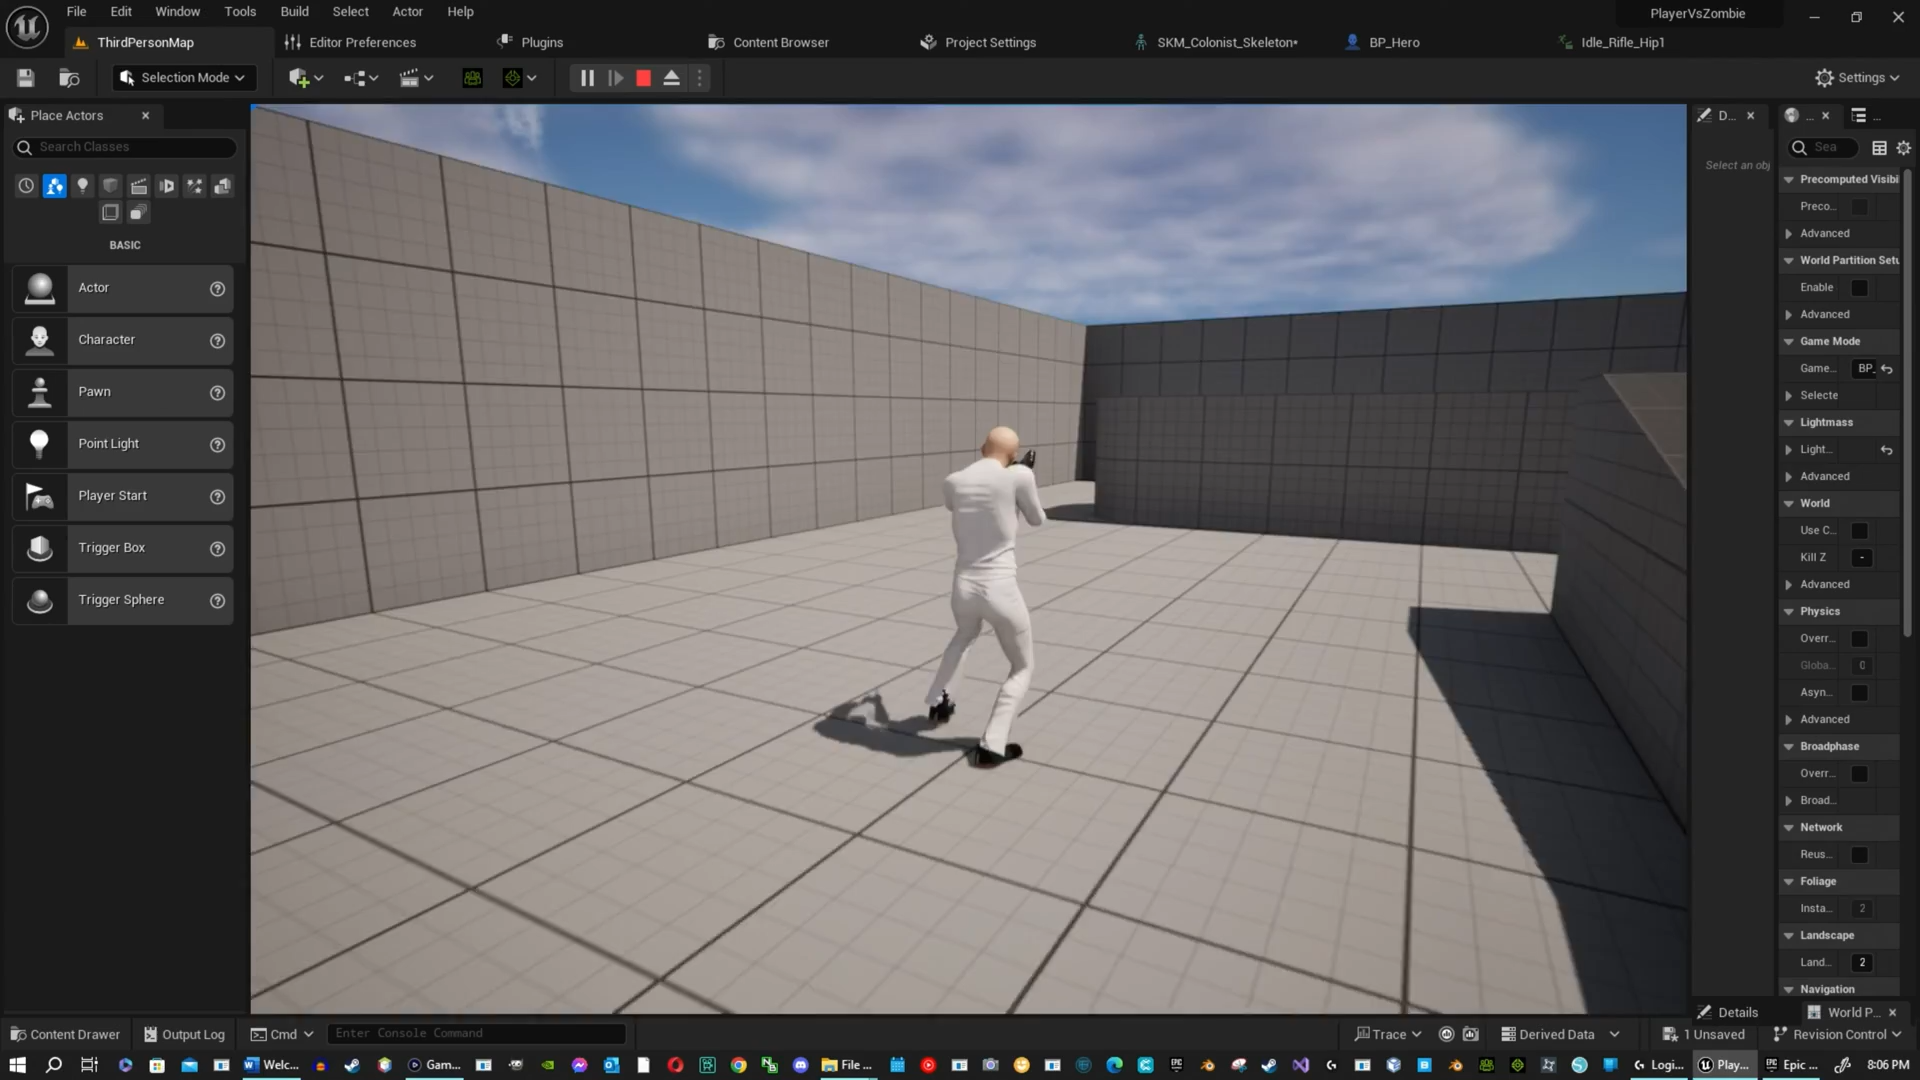 File Edit Window Tools Build Select Actor Help
PlayerVsZombie
ThirdPersonMap Editor Preferences Plugins Content Browser Project Settings SKM_Colonist_Skeleton* BP_Hero Idle_Rifle_Hip1
Selection Mode Settings
Place Actors D... ... ...
Search Classes Sea
Select an obj
BASIC
Actor
Character
Pawn
Point Light
Player Start
Trigger Box
Trigger Sphere
Precomputed Visibi
Preco...
Advanced
World Partition Setu
Enable
Advanced
Game Mode
Game... BP_
Selecte
Lightmass
Light...
Advanced
World
Use C...
Kill Z -
Advanced
Physics
Overr...
Globa... 0
Asyn...
Advanced
Broadphase
Overr...
Broad...
Network
Reus...
Foliage
Insta... 2
Landscape
Land... 2
Navigation
Details World P...
Content Drawer Output Log Cmd Enter Console Command Trace Derived Data 1 Unsaved Revision Control
Welc... Gam... File ... Logi... Play... Epic ... 8:06 PM